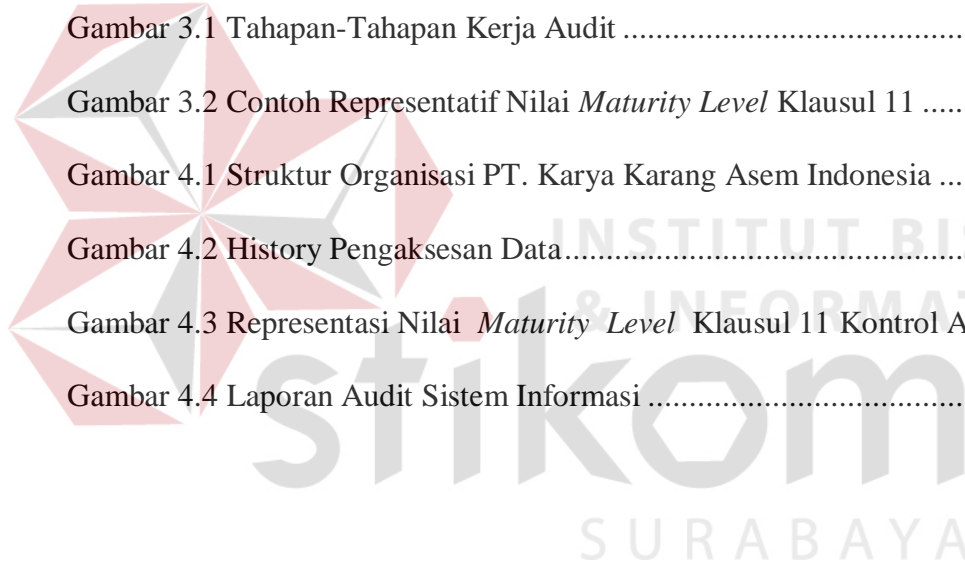 Gambar 3.1 Tahapan-Tahapan Kerja Audit .......................................
Gambar 3.2 Contoh Representatif Nilai Maturity Level Klausul 11 .....
Gambar 4.1 Struktur Organisasi PT. Karya Karang Asem Indonesia ...
INSTITUT
Gambar 4.2 History Pengaksesan Data..............................................
& INFORMAT
Gambar 4.3 Representasi Nilai Maturity Level Klausul 11 Kontrol A
stikom
Gambar 4.4 Laporan Audit Sistem Informasi ....................................
SURABAYA